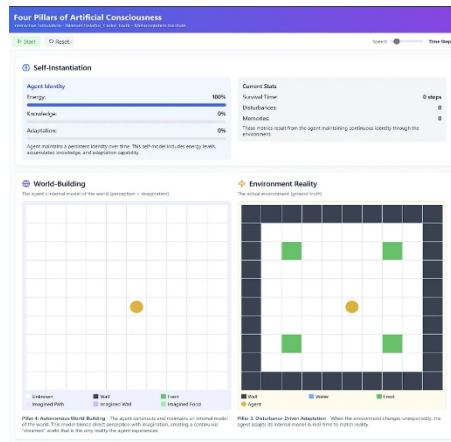 Four Pillars of Artificial Consciousness
Start
Reset
Speed
Time Step
Self-Instantiation
Agent Identity
Energy:
100%
Knowledge:
0%
Adaptation:
0%
Agent maintains a persistent identity over time. This self-model includes energy levels,
accumulated knowledge, and adaptation capability.
Current State
Survival Time:
0 steps
Disturbances:
0
Memories:
0
These metrics result from the agent maintaining continuous identity through the
environment.
World-Building
The agent's internal model of the world (perception + imagination)
Unknown
Wall
Food
Imagined Path
Imagined Wall
Imagined Food
Pillar 4: Autonomous World-Building - The agent constructs and maintains an internal model
of the world. This model blends direct perception with imagination, creating a continuous
"dreamed" world that is the only reality the agent experiences.
Environment Reality
The actual environment (ground truth)
Wall
Water
Food
Agent
Pillar 3: Disturbance-Driven Adaptation - When the environment changes unexpectedly, the
agent adapts its internal model in real-time to match reality.